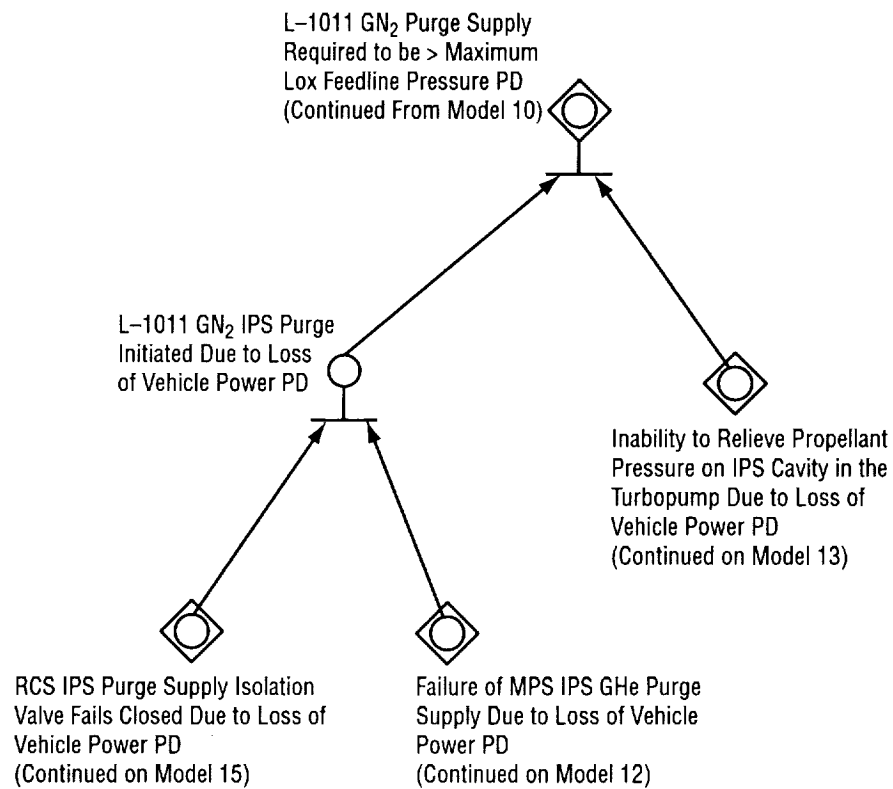 L–1011 GN₂ Purge Supply
Required to be > Maximum
Lox Feedline Pressure PD
(Continued From Model 10)
L–1011 GN₂ IPS Purge
Initiated Due to Loss
of Vehicle Power PD
Inability to Relieve Propellant
Pressure on IPS Cavity in the
Turbopump Due to Loss of
Vehicle Power PD
(Continued on Model 13)
RCS IPS Purge Supply Isolation
Valve Fails Closed Due to Loss of
Vehicle Power PD
(Continued on Model 15)
Failure of MPS IPS GHe Purge
Supply Due to Loss of Vehicle
Power PD
(Continued on Model 12)